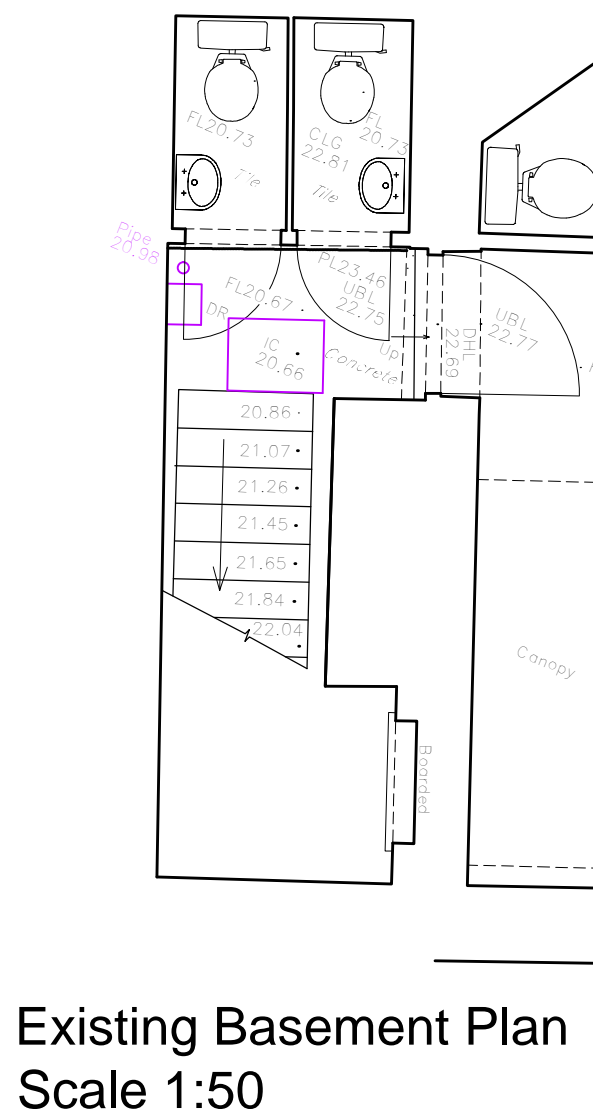 FL20.73
Tile
FL
20.73
CLG
22.81
Tile
Pipe
20.98
PL23.46
UBL
22.75
FL20.67
DR
UBL
22.77
DHL
22.69
Up
IC
20.66
Concrete
20.86
21.07
21.26
21.45
21.65
21.84
22.04
Canopy
Boarded
Existing Basement Plan
Scale 1:50